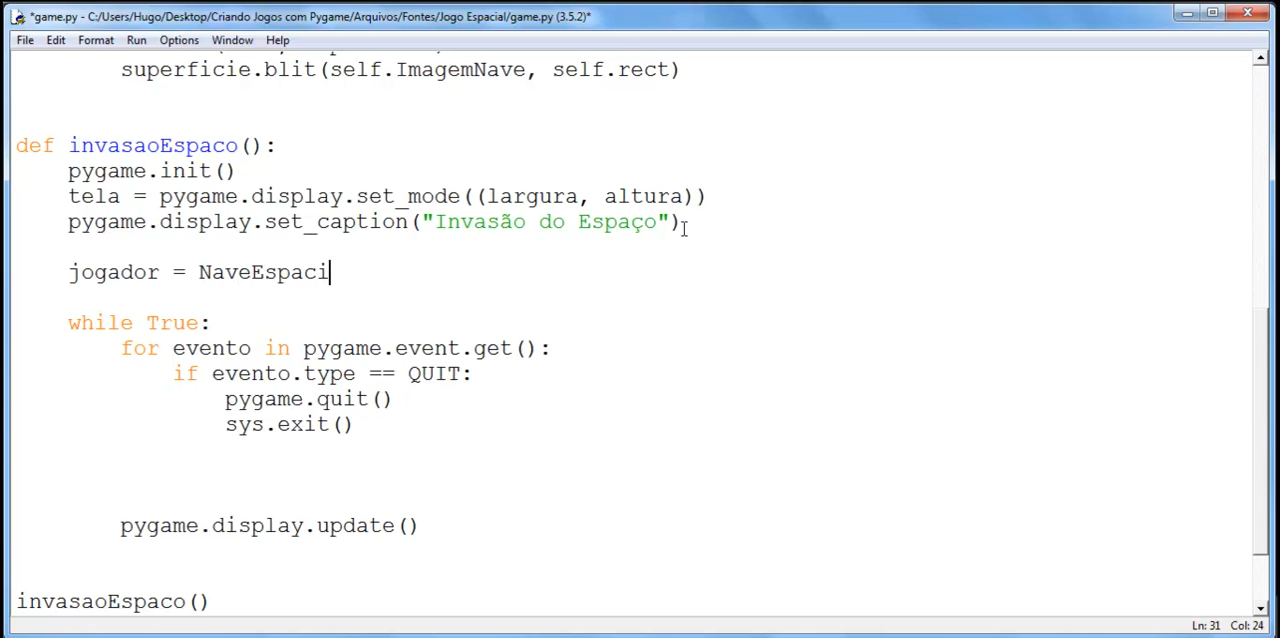 *game.py - C:/Users/Hugo/Desktop/Criando Jogos com Pygame/Arquivos/Fontes/Jogo Espacial/game.py (3.5.2)*
File Edit Format Run Options Window Help
superficie.blit(self.ImagemNave, self.rect)
def invasaoEspaco():
pygame.init()
tela = pygame.display.set_mode((largura, altura))
pygame.display.set_caption("Invasão do Espaço")
jogador = NaveEspaci
while True:
for evento in pygame.event.get():
if evento.type == QUIT:
pygame.quit()
sys.exit()
pygame.display.update()
invasaoEspaco()
Ln: 31 Col: 24